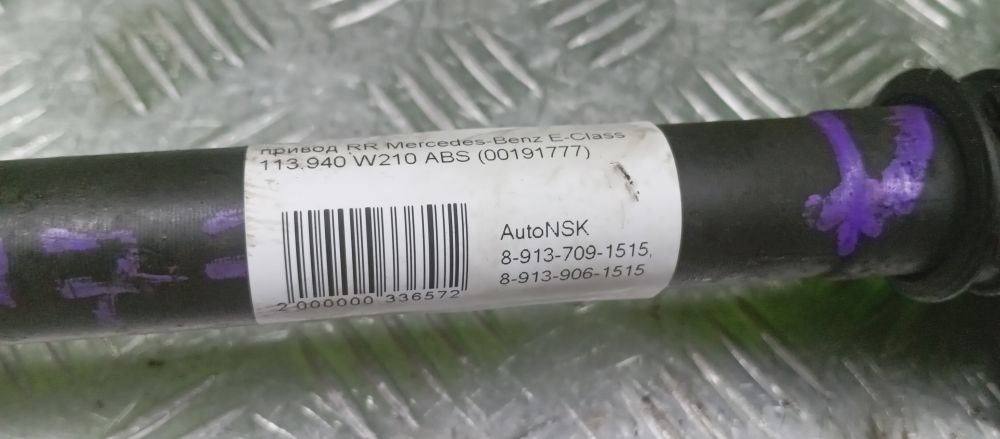 привод RR Mercedes-Benz E-Class
113.940 W210 ABS (00191777)
AutoNSK
8-913-709-1515,
8-913-906-1515
2 000000 336572